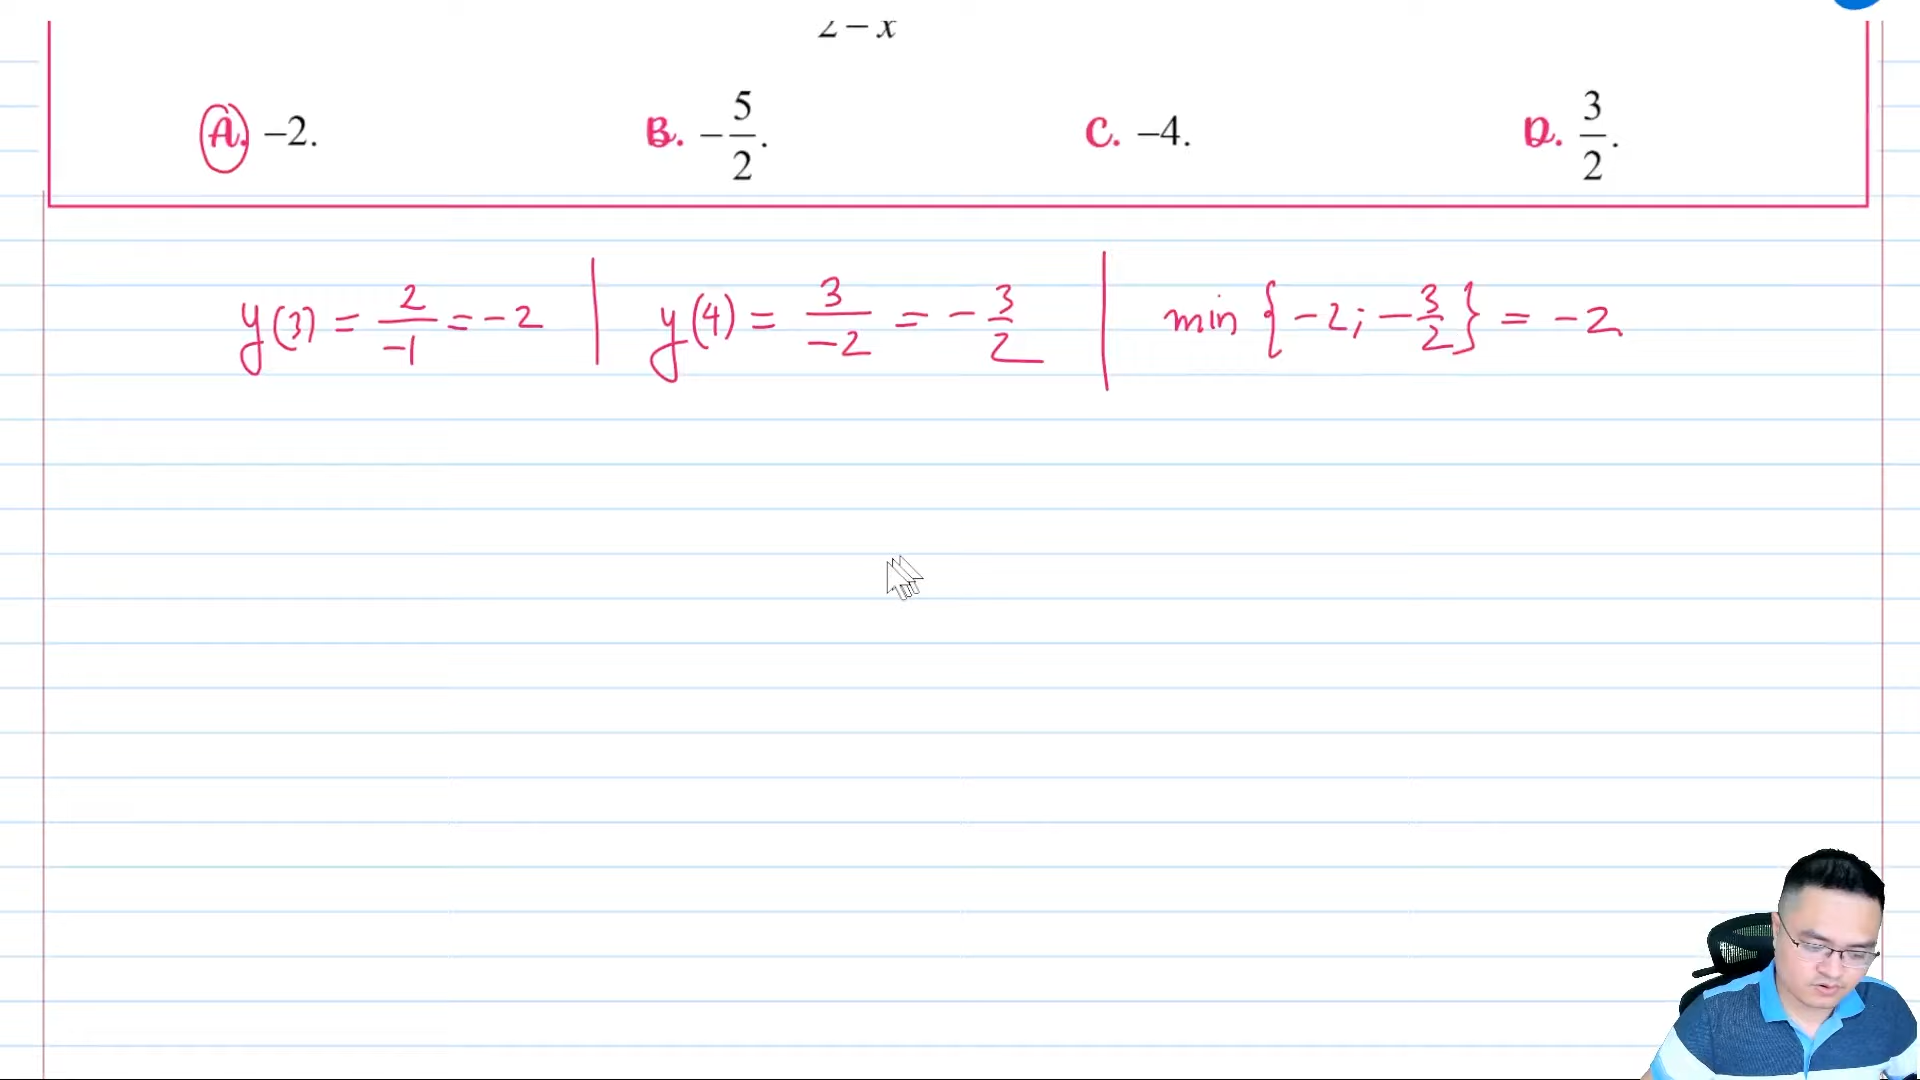 2 − x
A. −2. B. −5/2. C. −4. D. 3/2.
y(3) = 2/−1 = −2 | y(4) = 3/−2 = −3/2 | min {−2; −3/2} = −2